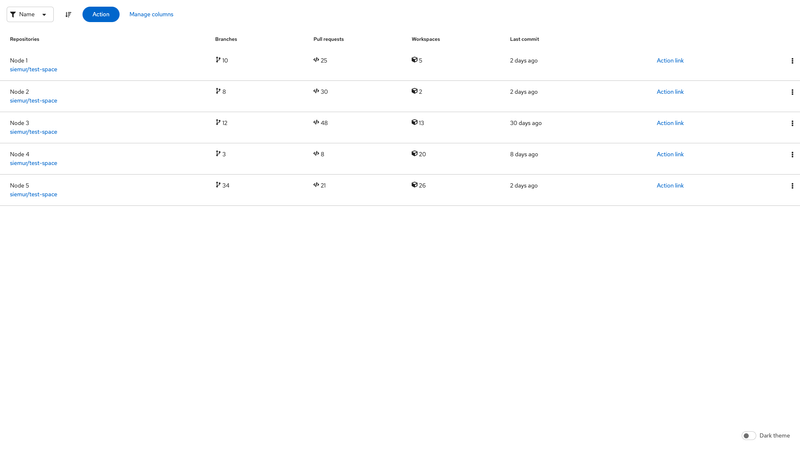 Name Action Manage columns
Repositories Branches Pull requests Workspaces Last commit
Node 1 10 25 5 2 days ago Action link
siemur/test-space
Node 2 8 30 2 2 days ago Action link
siemur/test-space
Node 3 12 48 13 30 days ago Action link
siemur/test-space
Node 4 3 8 20 8 days ago Action link
siemur/test-space
Node 5 34 21 26 2 days ago Action link
siemur/test-space
Dark theme